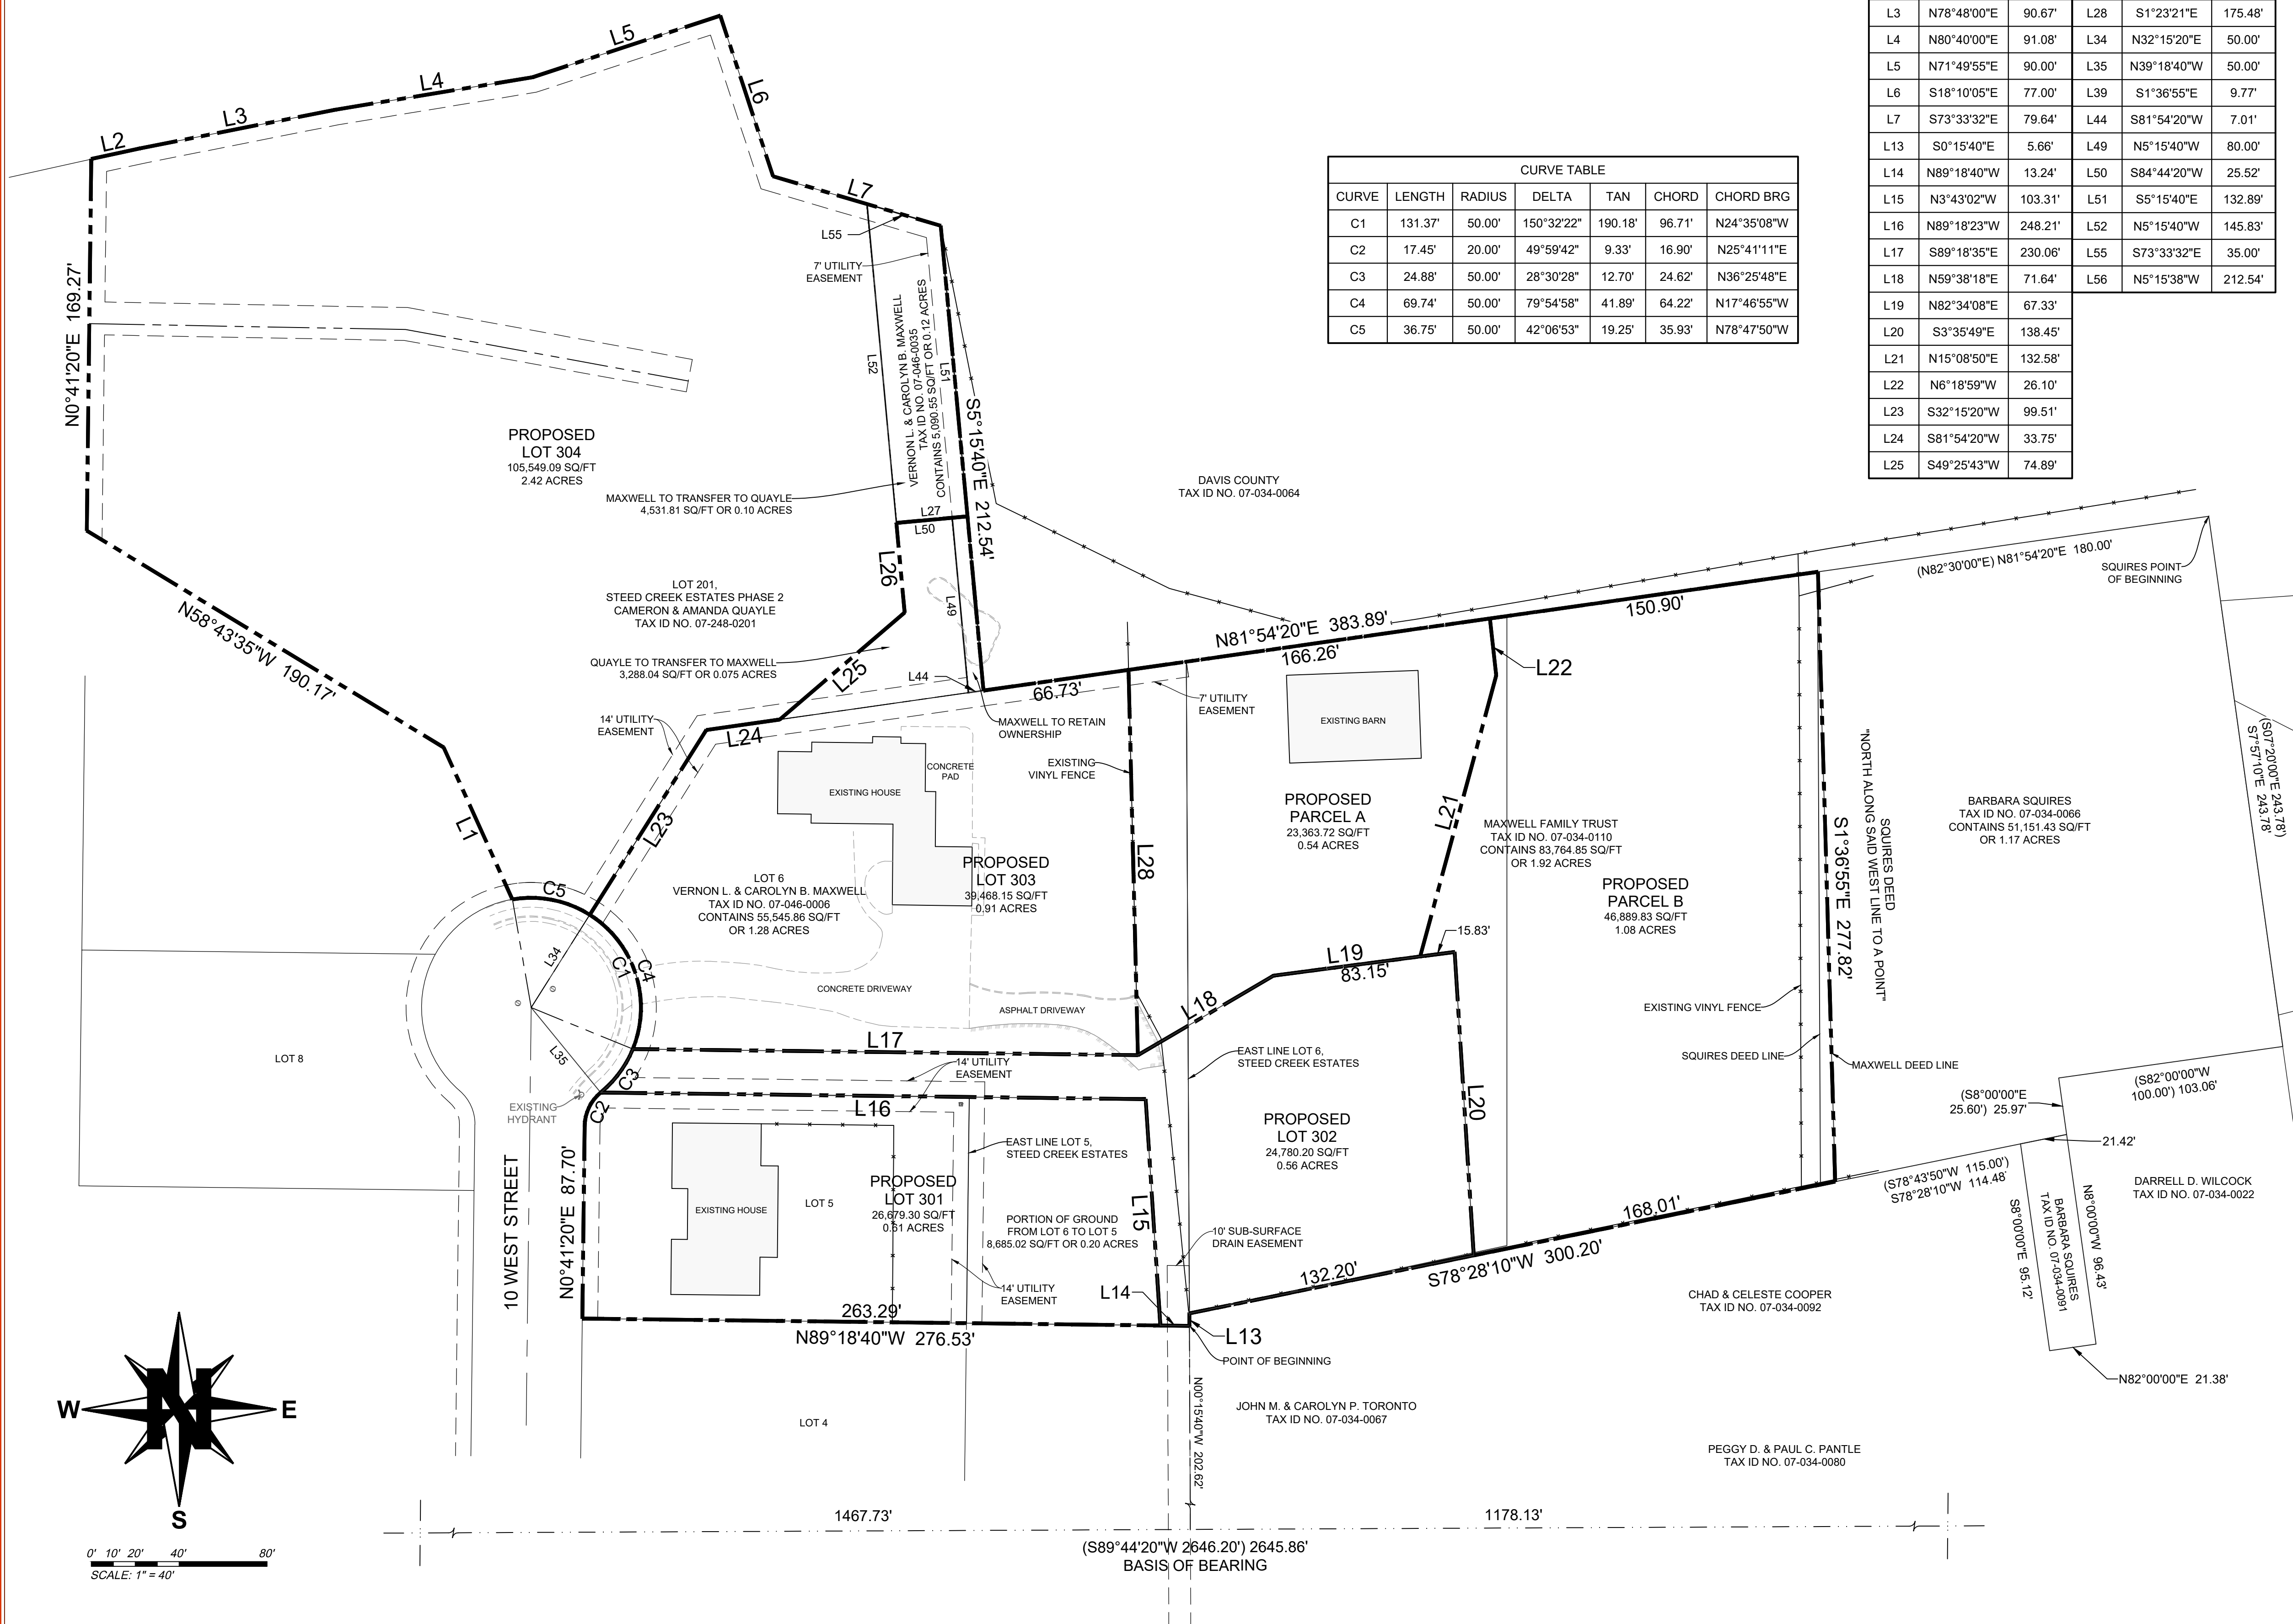 L2
L3
L4
L5
L6
L7
L55
7' UTILITY
EASEMENT
N0°41'20"E 169.27'
L52
VERNON L. & CAROLYN B. MAXWELL
TAX ID NO. 07-046-0035
CONTAINS 5,090.55 SQ/FT OR 0.12 ACRES
L51
S5°15'40"E 212.54'
PROPOSED
LOT 304
105,549.09 SQ/FT
2.42 ACRES
MAXWELL TO TRANSFER TO QUAYLE
4,531.81 SQ/FT OR 0.10 ACRES
L27
L50
L26
L49
LOT 201,
STEED CREEK ESTATES PHASE 2
CAMERON & AMANDA QUAYLE
TAX ID NO. 07-248-0201
N58°43'35"W 190.17'
QUAYLE TO TRANSFER TO MAXWELL
3,288.04 SQ/FT OR 0.075 ACRES
L25
L44
14' UTILITY
EASEMENT
L24
L23
L1
66.73'
MAXWELL TO RETAIN
OWNERSHIP
7' UTILITY
EASEMENT
EXISTING
VINYL FENCE
CONCRETE
PAD
EXISTING HOUSE
CURVE TABLE
CURVE LENGTH RADIUS DELTA TAN CHORD CHORD BRG
C1 131.37' 50.00' 150°32'22" 190.18' 96.71' N24°35'08"W
C2 17.45' 20.00' 49°59'42" 9.33' 16.90' N25°41'11"E
C3 24.88' 50.00' 28°30'28" 12.70' 24.62' N36°25'48"E
C4 69.74' 50.00' 79°54'58" 41.89' 64.22' N17°46'55"W
C5 36.75' 50.00' 42°06'53" 19.25' 35.93' N78°47'50"W
L3 N78°48'00"E 90.67' L28 S1°23'21"E 175.48'
L4 N80°40'00"E 91.08' L34 N32°15'20"E 50.00'
L5 N71°49'55"E 90.00' L35 N39°18'40"W 50.00'
L6 S18°10'05"E 77.00' L39 S1°36'55"E 9.77'
L7 S73°33'32"E 79.64' L44 S81°54'20"W 7.01'
L13 S0°15'40"E 5.66' L49 N5°15'40"W 80.00'
L14 N89°18'40"W 13.24' L50 S84°44'20"W 25.52'
L15 N3°43'02"W 103.31' L51 S5°15'40"E 132.89'
L16 N89°18'23"W 248.21' L52 N5°15'40"W 145.83'
L17 S89°18'35"E 230.06' L55 S73°33'32"E 35.00'
L18 N59°38'18"E 71.64' L56 N5°15'38"W 212.54'
L19 N82°34'08"E 67.33'
L20 S3°35'49"E 138.45'
L21 N15°08'50"E 132.58'
L22 N6°18'59"W 26.10'
L23 S32°15'20"W 99.51'
L24 S81°54'20"W 33.75'
L25 S49°25'43"W 74.89'
DAVIS COUNTY
TAX ID NO. 07-034-0064
(N82°30'00"E) N81°54'20"E 180.00'
SQUIRES POINT
OF BEGINNING
150.90'
N81°54'20"E 383.89'
166.26'
L22
EXISTING BARN
PROPOSED
PARCEL A
23,363.72 SQ/FT
0.54 ACRES
L21
MAXWELL FAMILY TRUST
TAX ID NO. 07-034-0110
CONTAINS 83,764.85 SQ/FT
OR 1.92 ACRES
PROPOSED
PARCEL B
46,889.83 SQ/FT
1.08 ACRES
SQUIRES DEED
"NORTH ALONG SAID WEST LINE TO A POINT"
S1°36'55"E 277.82'
BARBARA SQUIRES
TAX ID NO. 07-034-0066
CONTAINS 51,151.43 SQ/FT
OR 1.17 ACRES
(S07°20'00"E 243.78')
S7°57'10"E 243.78'
L28
PROPOSED
LOT 303
39,468.15 SQ/FT
0.91 ACRES
LOT 6
VERNON L. & CAROLYN B. MAXWELL
TAX ID NO. 07-046-0006
CONTAINS 55,545.86 SQ/FT
OR 1.28 ACRES
C5
L34
C1
C4
L35
C3
C2
CONCRETE DRIVEWAY
ASPHALT DRIVEWAY
15.83'
L19
83.15'
L18
L17
14' UTILITY
EASEMENT
EAST LINE LOT 6,
STEED CREEK ESTATES
EXISTING VINYL FENCE
SQUIRES DEED LINE
MAXWELL DEED LINE
LOT 8
EXISTING
HYDRANT
L16
L20
PROPOSED
LOT 302
24,780.20 SQ/FT
0.56 ACRES
(S8°00'00"E
25.60') 25.97'
(S82°00'00"W
100.00') 103.06'
21.42'
(S78°43'50"W 115.00')
S78°28'10"W 114.48'
DARRELL D. WILCOCK
TAX ID NO. 07-034-0022
S8°00'00"E 95.12'
BARBARA SQUIRES
TAX ID NO. 07-034-0091
N8°00'00"W 96.43'
N82°00'00"E 21.38'
10 WEST STREET
N0°41'20"E 87.70'
EXISTING HOUSE
LOT 5
PROPOSED
LOT 301
26,679.30 SQ/FT
0.61 ACRES
EAST LINE LOT 5,
STEED CREEK ESTATES
PORTION OF GROUND
FROM LOT 6 TO LOT 5
8,685.02 SQ/FT OR 0.20 ACRES
L15
14' UTILITY
EASEMENT
10' SUB-SURFACE
DRAIN EASEMENT
L14
L13
POINT OF BEGINNING
132.20'
S78°28'10"W 300.20'
168.01'
263.29'
N89°18'40"W 276.53'
CHAD & CELESTE COOPER
TAX ID NO. 07-034-0092
N00°15'40"W 202.62'
JOHN M. & CAROLYN P. TORONTO
TAX ID NO. 07-034-0067
LOT 4
PEGGY D. & PAUL C. PANTLE
TAX ID NO. 07-034-0080
N
W
E
S
0' 10' 20' 40' 80'
SCALE: 1" = 40'
1467.73'
1178.13'
(S89°44'20"W 2646.20') 2645.86'
BASIS OF BEARING